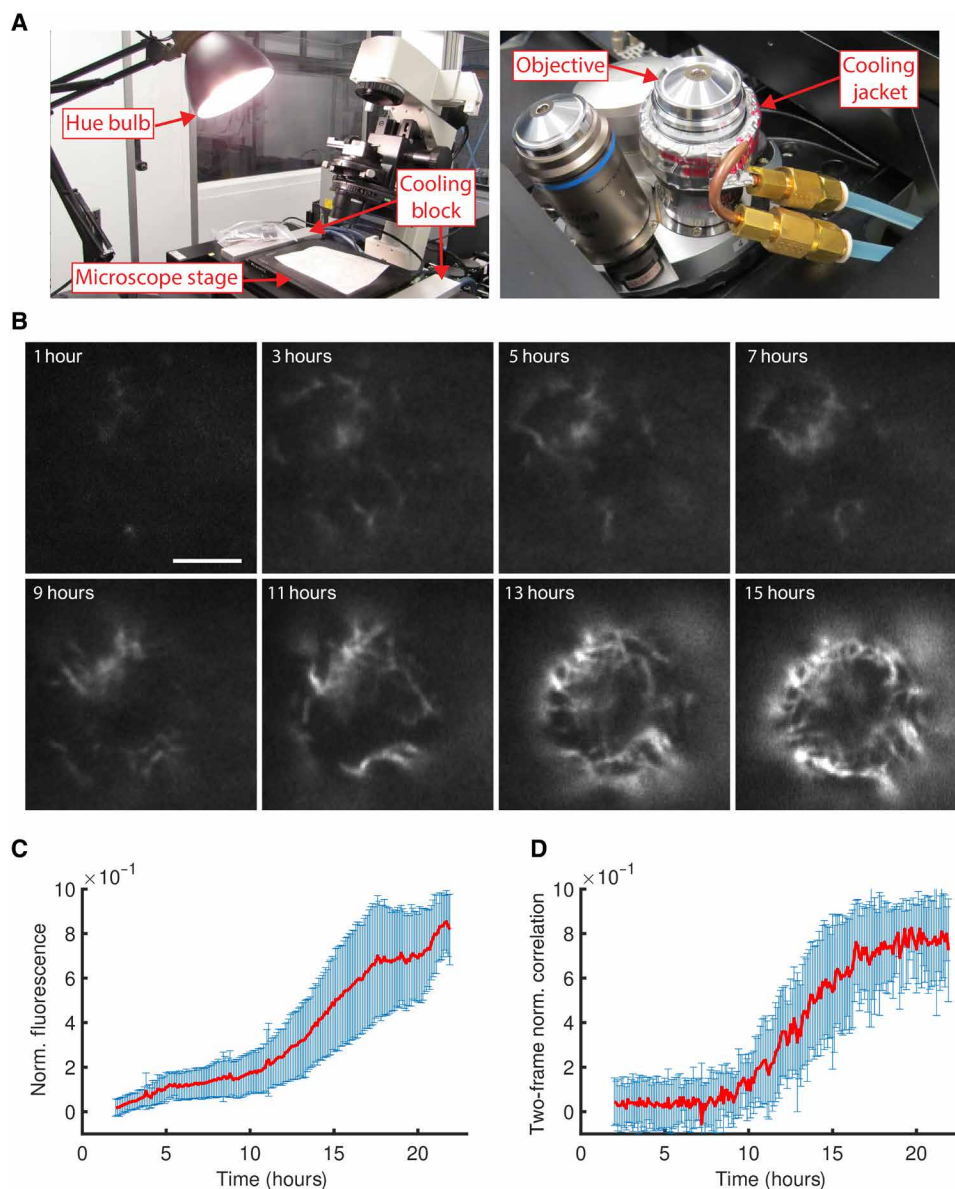 A
Hue bulb
Cooling
block
Microscope stage
Objective
Cooling
jacket
B
1 hour
3 hours
5 hours
7 hours
9 hours
11 hours
13 hours
15 hours
C
×10⁻¹
10
8
6
4
2
0
Norm. fluorescence
0
5
10
15
20
Time (hours)
D
×10⁻¹
10
8
6
4
2
0
Two-frame norm. correlation
0
5
10
15
20
Time (hours)